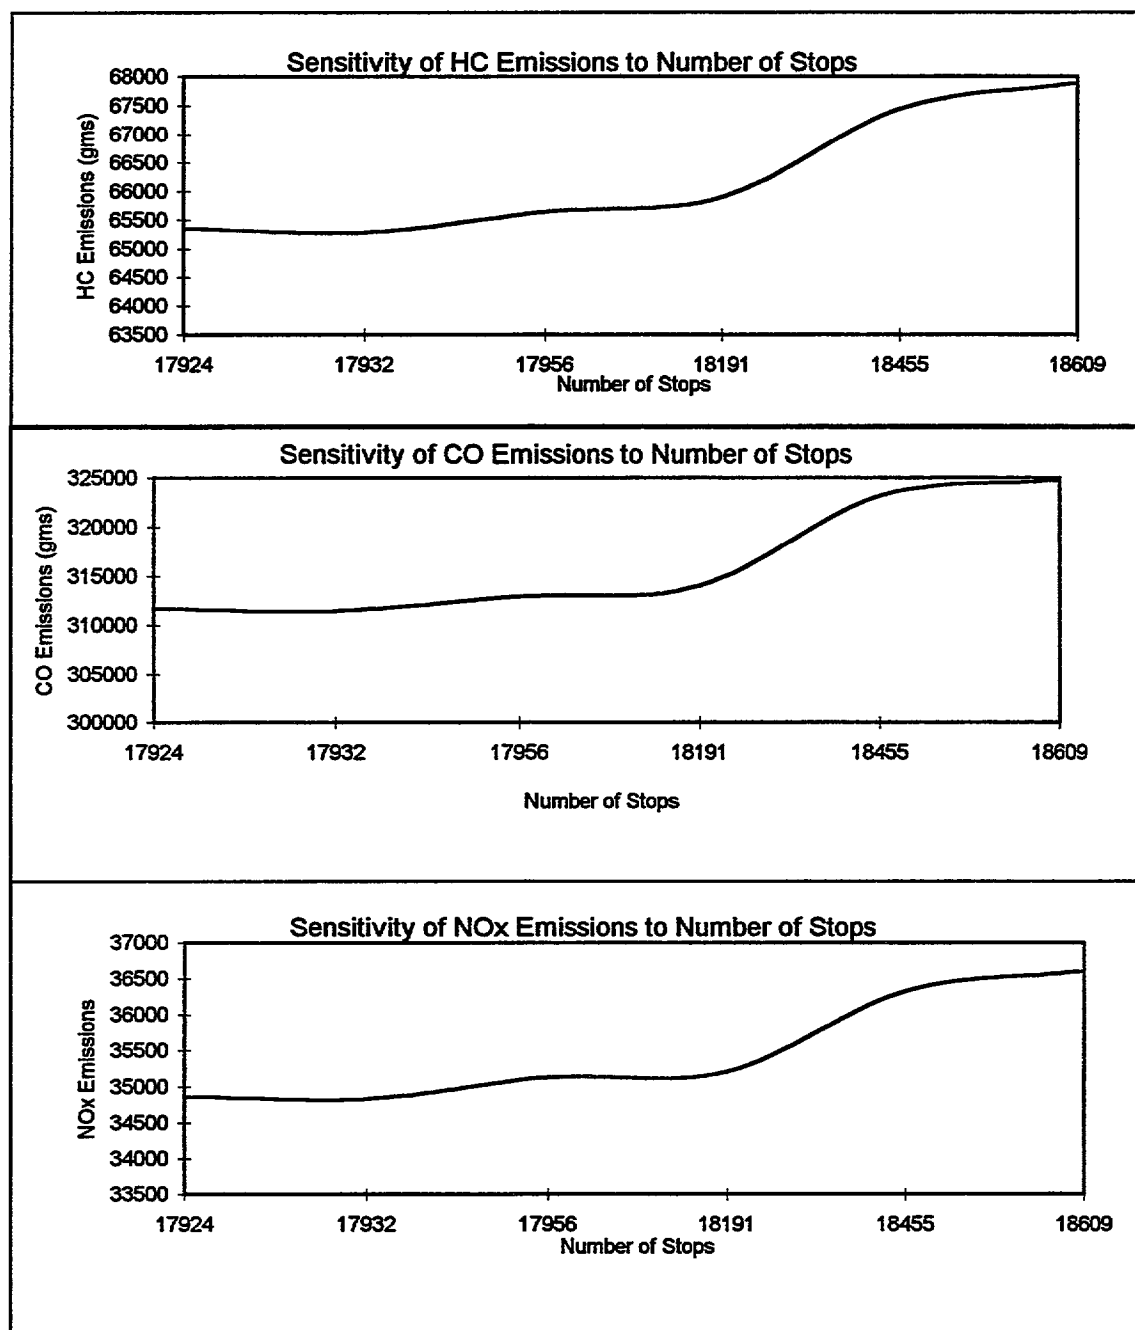 Sensitivity of HC Emissions to Number of Stops
HC Emissions (gms)
68000
67500
67000
66500
66000
65500
65000
64500
64000
63500
17924 17932 17956 18191 18455 18609
Number of Stops
Sensitivity of CO Emissions to Number of Stops
CO Emissions (gms)
325000
320000
315000
310000
305000
300000
17924 17932 17956 18191 18455 18609
Number of Stops
Sensitivity of NOx Emissions to Number of Stops
NOx Emissions
37000
36500
36000
35500
35000
34500
34000
33500
17924 17932 17956 18191 18455 18609
Number of Stops